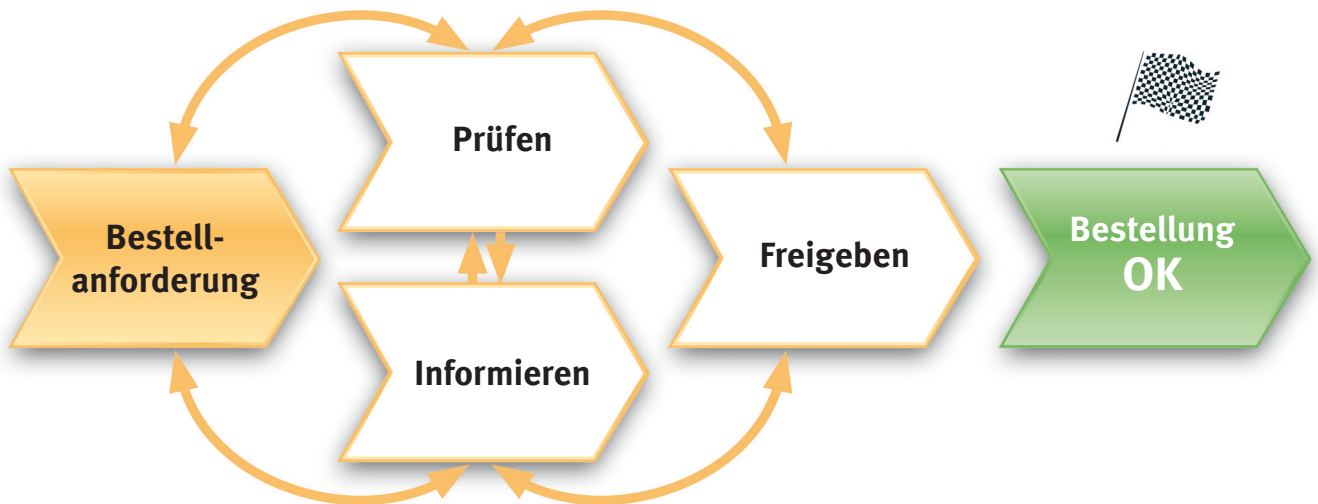 Bestell-
anforderung
Prüfen
Informieren
Freigeben
Bestellung
OK